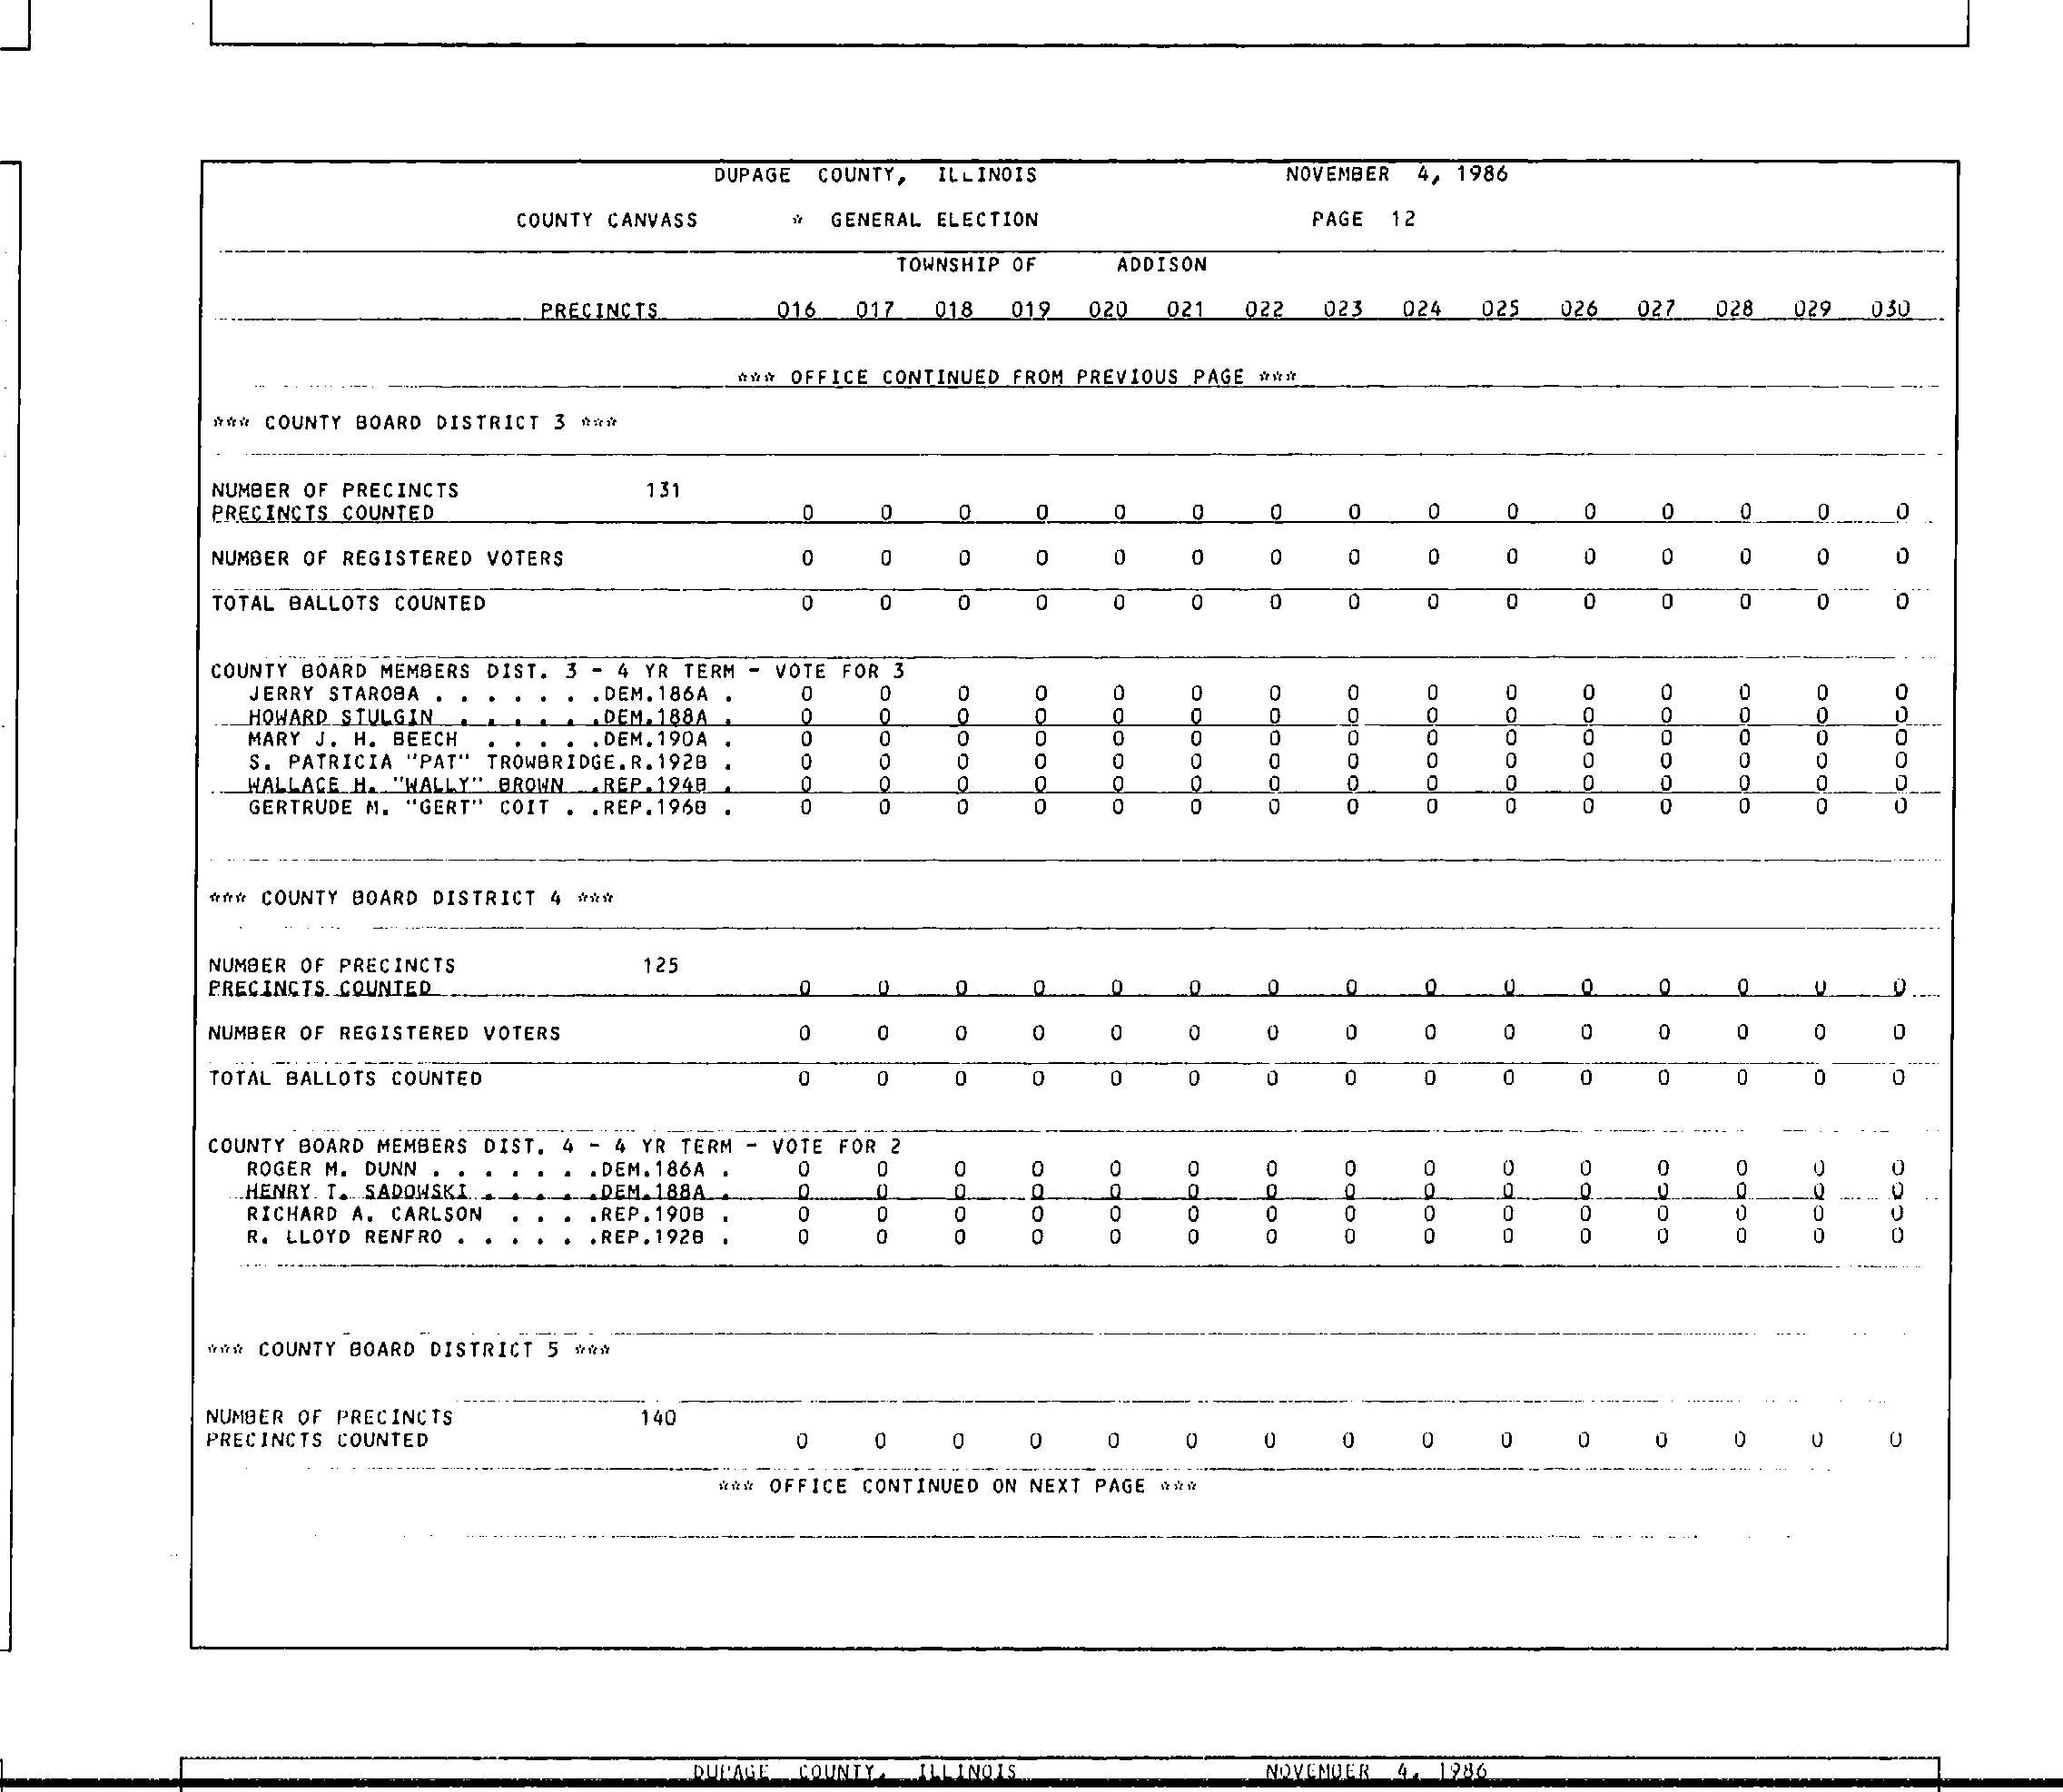 DUPAGE COUNTY, ILLINOIS NOVEMBER 4, 1986
COUNTY CANVASS * GENERAL ELECTION PAGE 12
TOWNSHIP OF ADDISON
PRECINCTS 016 017 018 019 020 021 022 023 024 025 026 027 028 029 030
*** OFFICE CONTINUED FROM PREVIOUS PAGE ***
*** COUNTY BOARD DISTRICT 3 ***
NUMBER OF PRECINCTS 131
PRECINCTS COUNTED 0 0 0 0 0 0 0 0 0 0 0 0 0 0 0
NUMBER OF REGISTERED VOTERS 0 0 0 0 0 0 0 0 0 0 0 0 0 0 0
TOTAL BALLOTS COUNTED 0 0 0 0 0 0 0 0 0 0 0 0 0 0 0
COUNTY BOARD MEMBERS DIST. 3 - 4 YR TERM - VOTE FOR 3
JERRY STAROBA . . . . . . .DEM.186A . 0 0 0 0 0 0 0 0 0 0 0 0 0 0 0
HOWARD STULGIN . . . . . .DEM.188A . 0 0 0 0 0 0 0 0 0 0 0 0 0 0 0
MARY J. H. BEECH . . . . .DEM.190A . 0 0 0 0 0 0 0 0 0 0 0 0 0 0 0
S. PATRICIA "PAT" TROWBRIDGE.R.192B . 0 0 0 0 0 0 0 0 0 0 0 0 0 0 0
WALLACE H. "WALLY" BROWN .REP.194B . 0 0 0 0 0 0 0 0 0 0 0 0 0 0 0
GERTRUDE M. "GERT" COIT . .REP.196B . 0 0 0 0 0 0 0 0 0 0 0 0 0 0 0
*** COUNTY BOARD DISTRICT 4 ***
NUMBER OF PRECINCTS 125
PRECINCTS COUNTED 0 0 0 0 0 0 0 0 0 0 0 0 0 0 0
NUMBER OF REGISTERED VOTERS 0 0 0 0 0 0 0 0 0 0 0 0 0 0 0
TOTAL BALLOTS COUNTED 0 0 0 0 0 0 0 0 0 0 0 0 0 0 0
COUNTY BOARD MEMBERS DIST. 4 - 4 YR TERM - VOTE FOR 2
ROGER M. DUNN . . . . . . .DEM.186A . 0 0 0 0 0 0 0 0 0 0 0 0 0 0 0
HENRY T. SADOWSKI . . . . .DEM.188A . 0 0 0 0 0 0 0 0 0 0 0 0 0 0 0
RICHARD A. CARLSON . . . .REP.190B . 0 0 0 0 0 0 0 0 0 0 0 0 0 0 0
R. LLOYD RENFRO . . . . . .REP.192B . 0 0 0 0 0 0 0 0 0 0 0 0 0 0 0
*** COUNTY BOARD DISTRICT 5 ***
NUMBER OF PRECINCTS 140
PRECINCTS COUNTED 0 0 0 0 0 0 0 0 0 0 0 0 0 0 0
*** OFFICE CONTINUED ON NEXT PAGE ***
DUPAGE COUNTY, ILLINOIS NOVEMBER 4, 1986